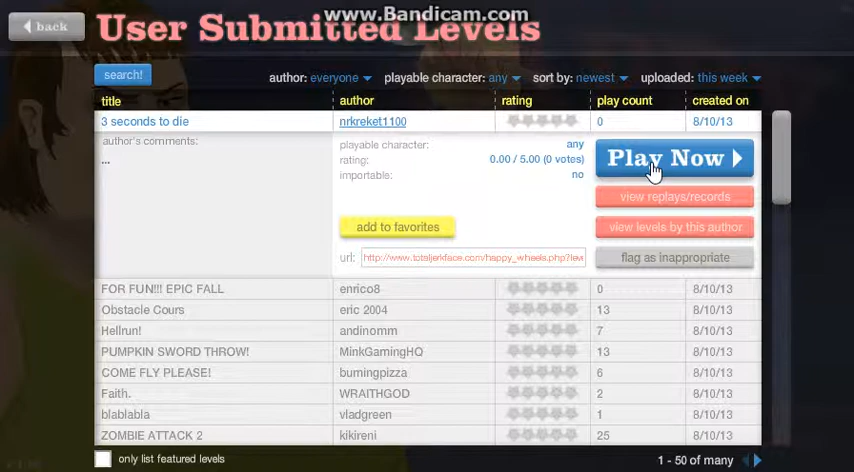 www.Bandicam.com
back
User Submitted Levels
search!
author: everyone playable character: any sort by: newest uploaded: this week
title author rating play count created on
3 seconds to die nrkreket1100 0 8/10/13
author's comments:
...
playable character: any
rating: 0.00 / 5.00 (0 votes)
importable: no
Play Now
view replays/records
add to favorites
view levels by this author
url: http://www.totaljerkface.com/happy_wheels.php?leve
flag as inappropriate
FOR FUN!!! EPIC FALL enrico8 0 8/10/13
Obstacle Cours eric 2004 13 8/10/13
Hellrun! andinomm 7 8/10/13
PUMPKIN SWORD THROW! MinkGamingHQ 13 8/10/13
COME FLY PLEASE! burningpizza 6 8/10/13
Faith. WRAITHGOD 2 8/10/13
blablabla vladgreen 1 8/10/13
ZOMBIE ATTACK 2 kikireni 25 8/10/13
only list featured levels
1 - 50 of many